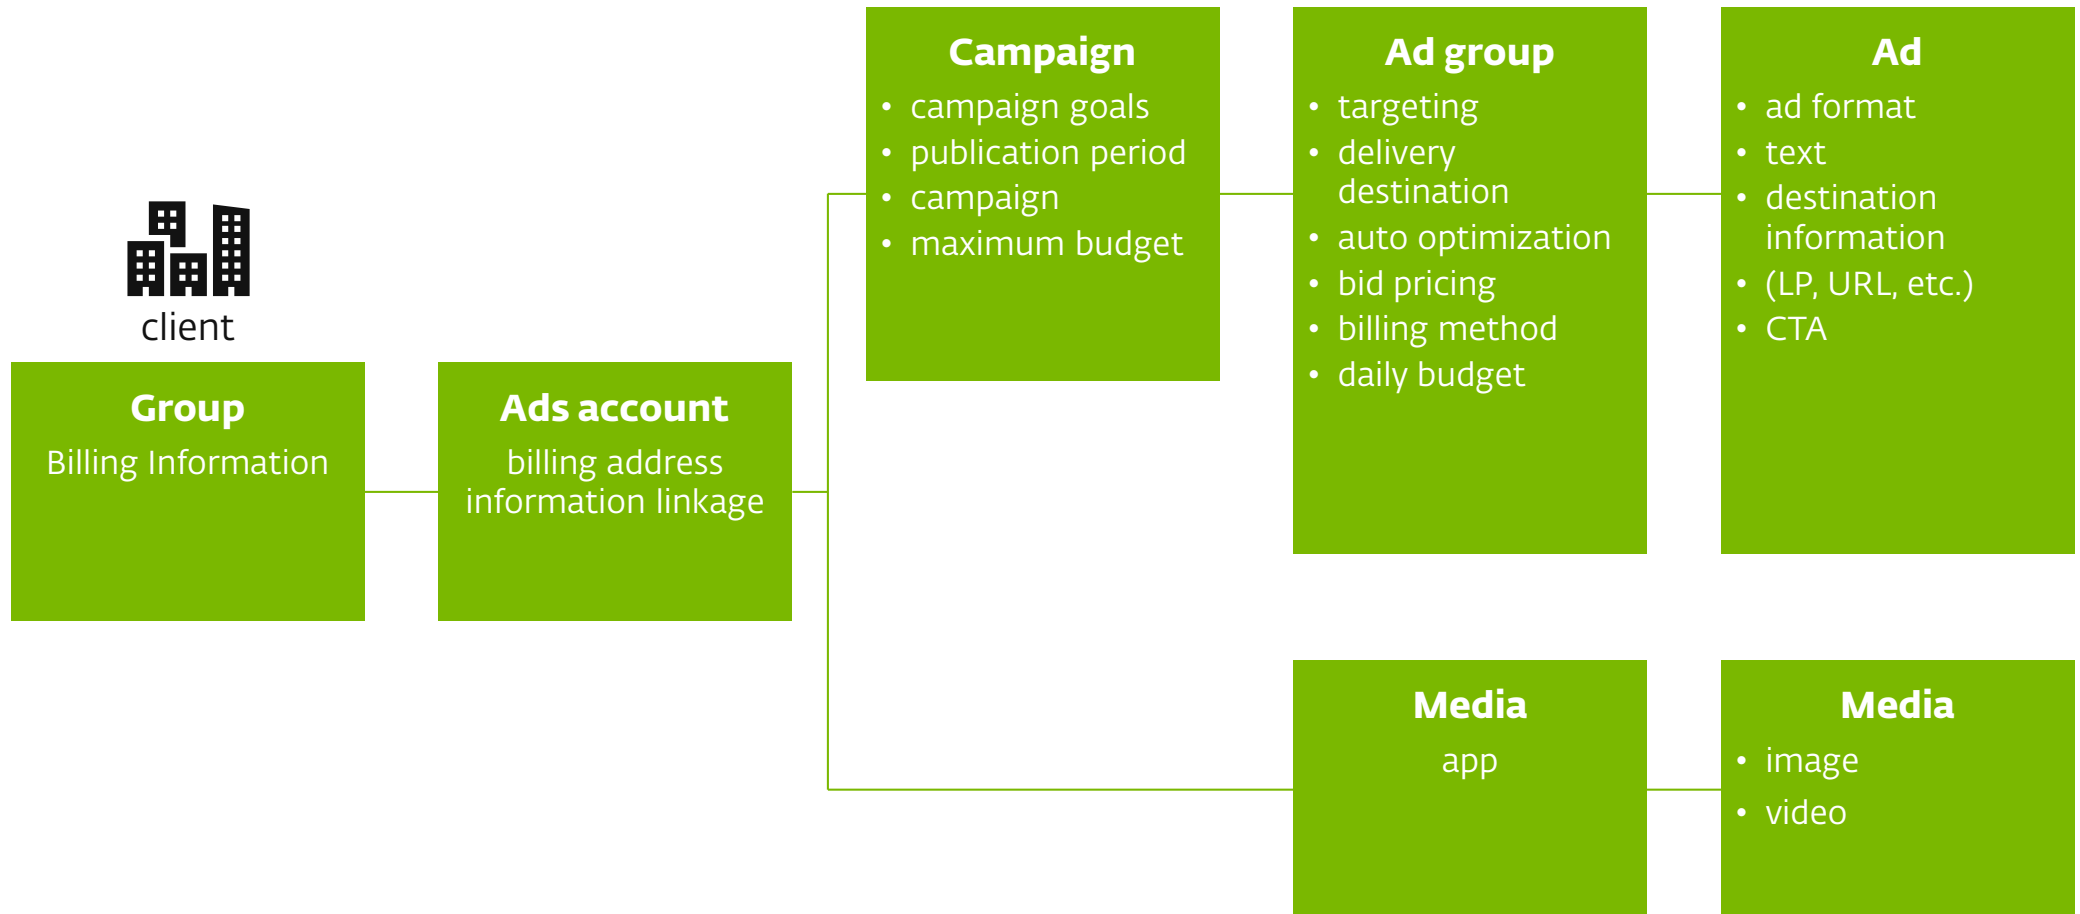 client
Group
Billing Information
Ads account
billing address
information linkage
Campaign
• campaign goals
• publication period
• campaign
• maximum budget
Ad group
• targeting
• delivery
destination
• auto optimization
• bid pricing
• billing method
• daily budget
Ad
• ad format
• text
• destination
information
• (LP, URL, etc.)
• CTA
Media
app
Media
• image
• video